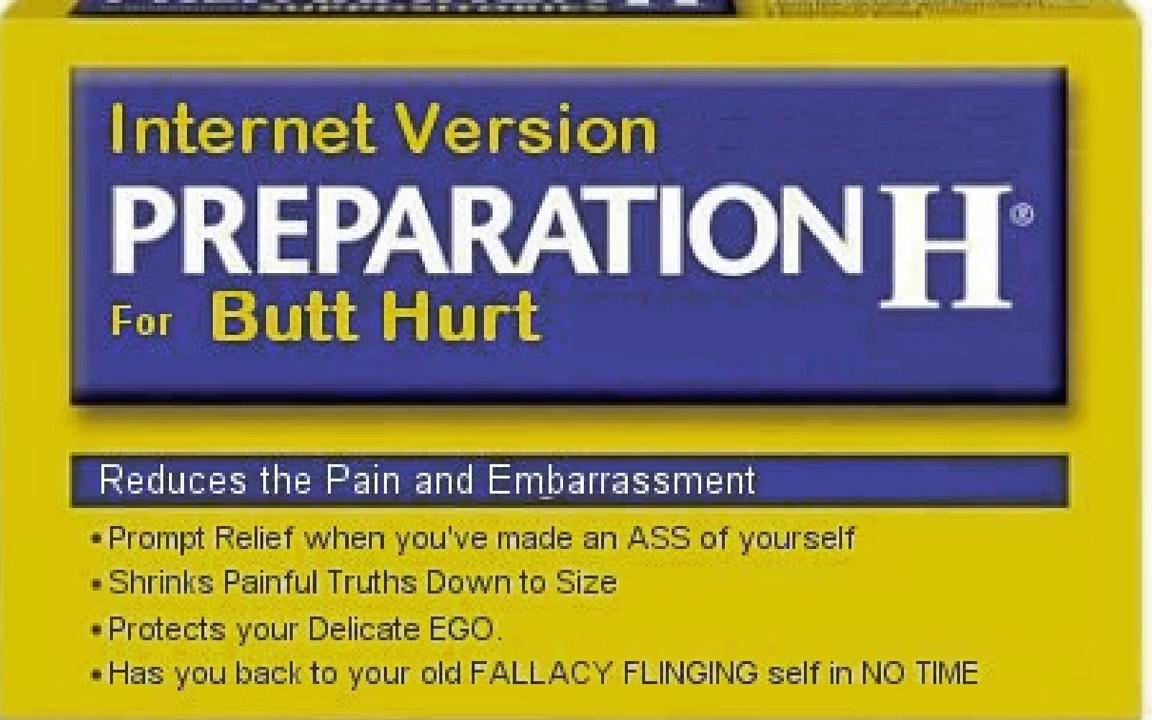 Internet Version
PREPARATION H®
For Butt Hurt
Reduces the Pain and Embarrassment
• Prompt Relief when you've made an ASS of yourself
• Shrinks Painful Truths Down to Size
• Protects your Delicate EGO.
• Has you back to your old FALLACY FLINGING self in NO TIME